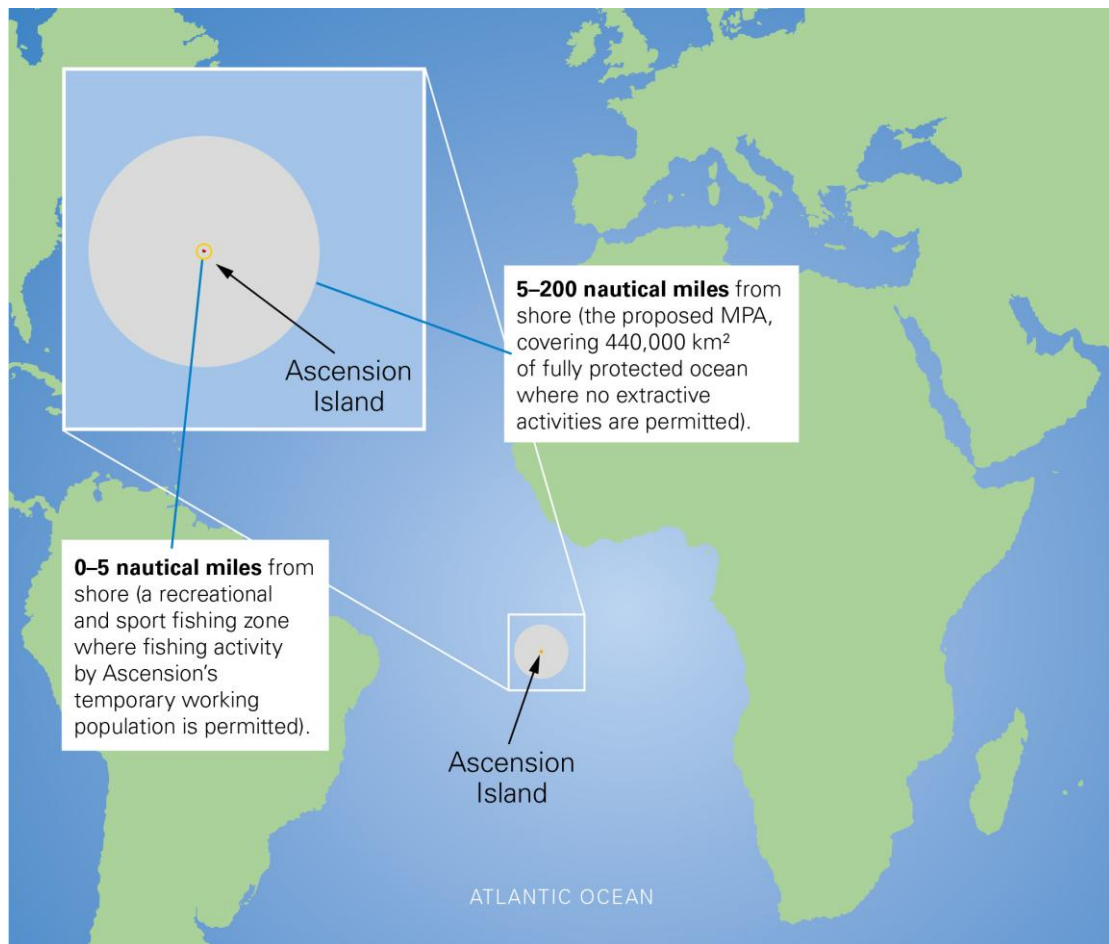 Ascension
Island
5–200 nautical miles from
shore (the proposed MPA,
covering 440,000 km²
of fully protected ocean
where no extractive
activities are permitted).
0–5 nautical miles from
shore (a recreational
and sport fishing zone
where fishing activity
by Ascension’s
temporary working
population is permitted).
Ascension
Island
ATLANTIC OCEAN